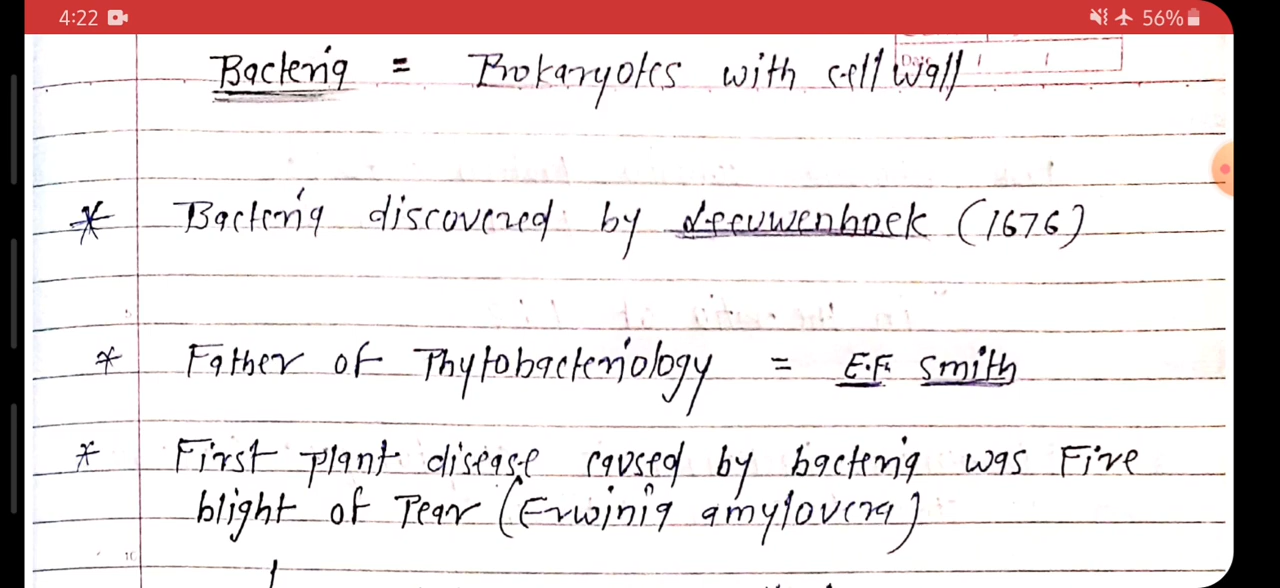 4:22
56%
Bacteria = Prokaryotes with cell wall
* Bacteria discovered by Leeuwenhoek (1676)
* Father of Phytobacteriology = E.F. Smith
* First plant disease caused by bacteria was Fire
blight of Pear (Erwinia amylovera)